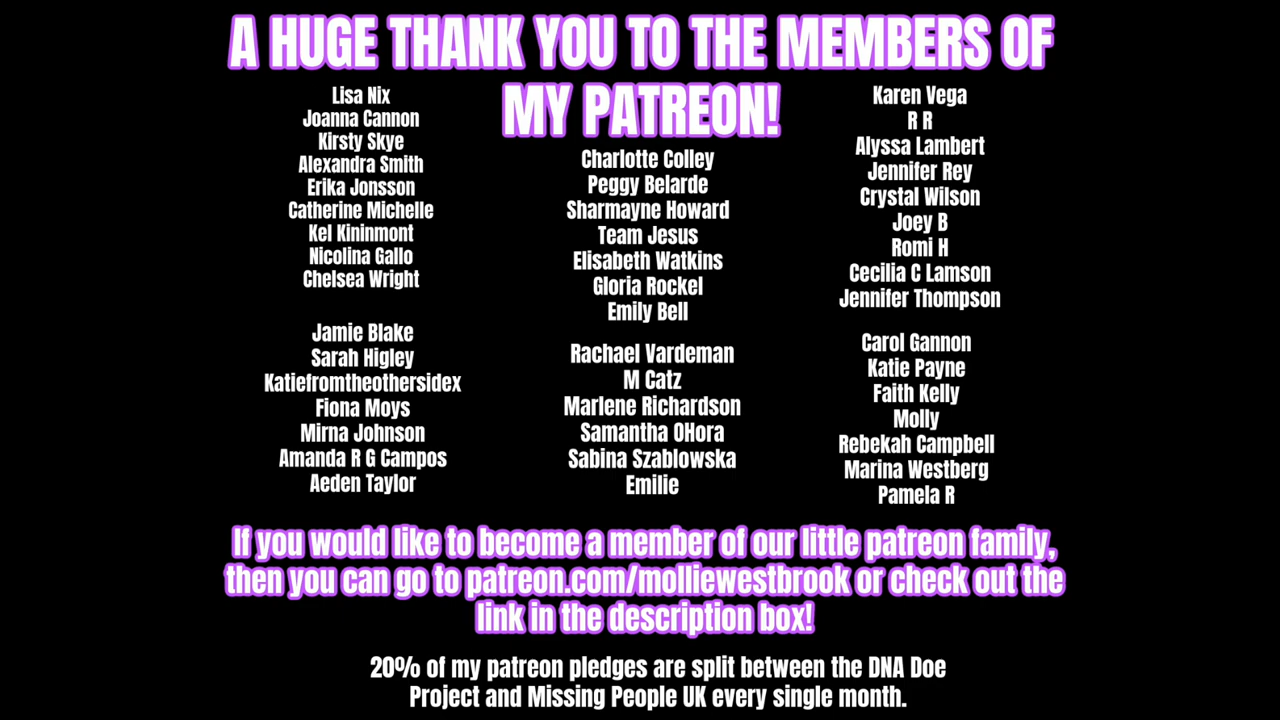 A HUGE THANK YOU TO THE MEMBERS OF
MY PATREON!
Lisa Nix
Joanna Cannon
Kirsty Skye
Alexandra Smith
Erika Jonsson
Catherine Michelle
Kel Kininmont
Nicolina Gallo
Chelsea Wright
Jamie Blake
Sarah Higley
Katiefromtheothersidex
Fiona Moys
Mirna Johnson
Amanda R G Campos
Aeden Taylor
Charlotte Colley
Peggy Belarde
Sharmayne Howard
Team Jesus
Elisabeth Watkins
Gloria Rockel
Emily Bell
Rachael Vardeman
M Catz
Marlene Richardson
Samantha OHora
Sabina Szablowska
Emilie
Karen Vega
R R
Alyssa Lambert
Jennifer Rey
Crystal Wilson
Joey B
Romi H
Cecilia C Lamson
Jennifer Thompson
Carol Gannon
Katie Payne
Faith Kelly
Molly
Rebekah Campbell
Marina Westberg
Pamela R
If you would like to become a member of our little patreon family,
then you can go to patreon.com/molliewestbrook or check out the
link in the description box!
20% of my patreon pledges are split between the DNA Doe
Project and Missing People UK every single month.